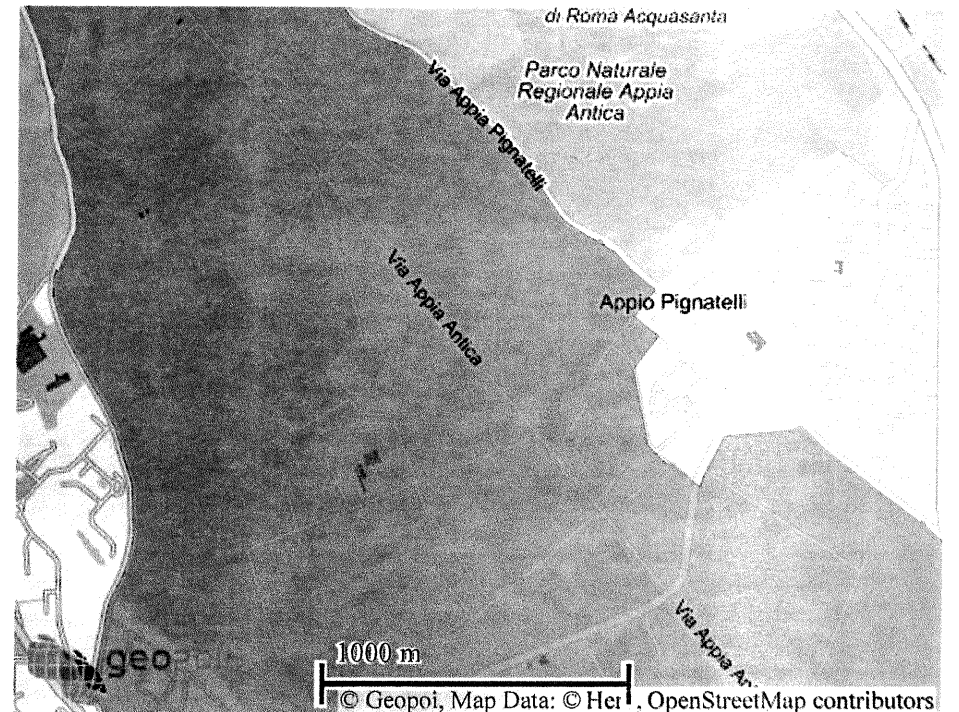 di Roma Acquasanta
Parco Naturale
Regionale Appia
Antica
Via Appia Pignatelli
Via Appia Antica
Appio Pignatelli
Via Appia An
geo
1000 m
© Geopoi, Map Data: © Her, OpenStreetMap contributors